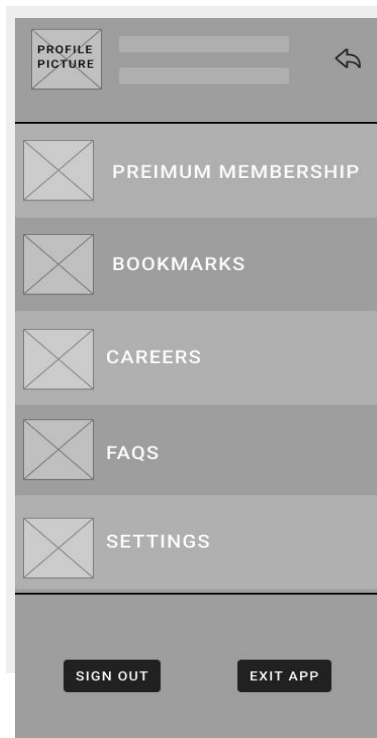 PROFILE
PICTURE
PREIMUM MEMBERSHIP
BOOKMARKS
CAREERS
FAQS
SETTINGS
SIGN OUT
EXIT APP